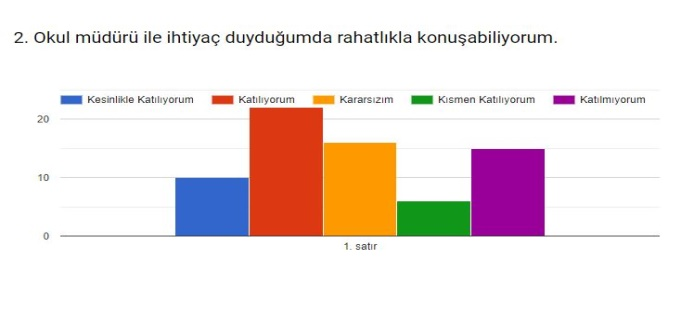 2. Okul müdürü ile ihtiyaç duyduğumda rahatlıkla konuşabiliyorum.
Kesinlikle Katılıyorum Katılıyorum Kararsızım Kısmen Katılıyorum Katılmıyorum
20
10
0
1. satır